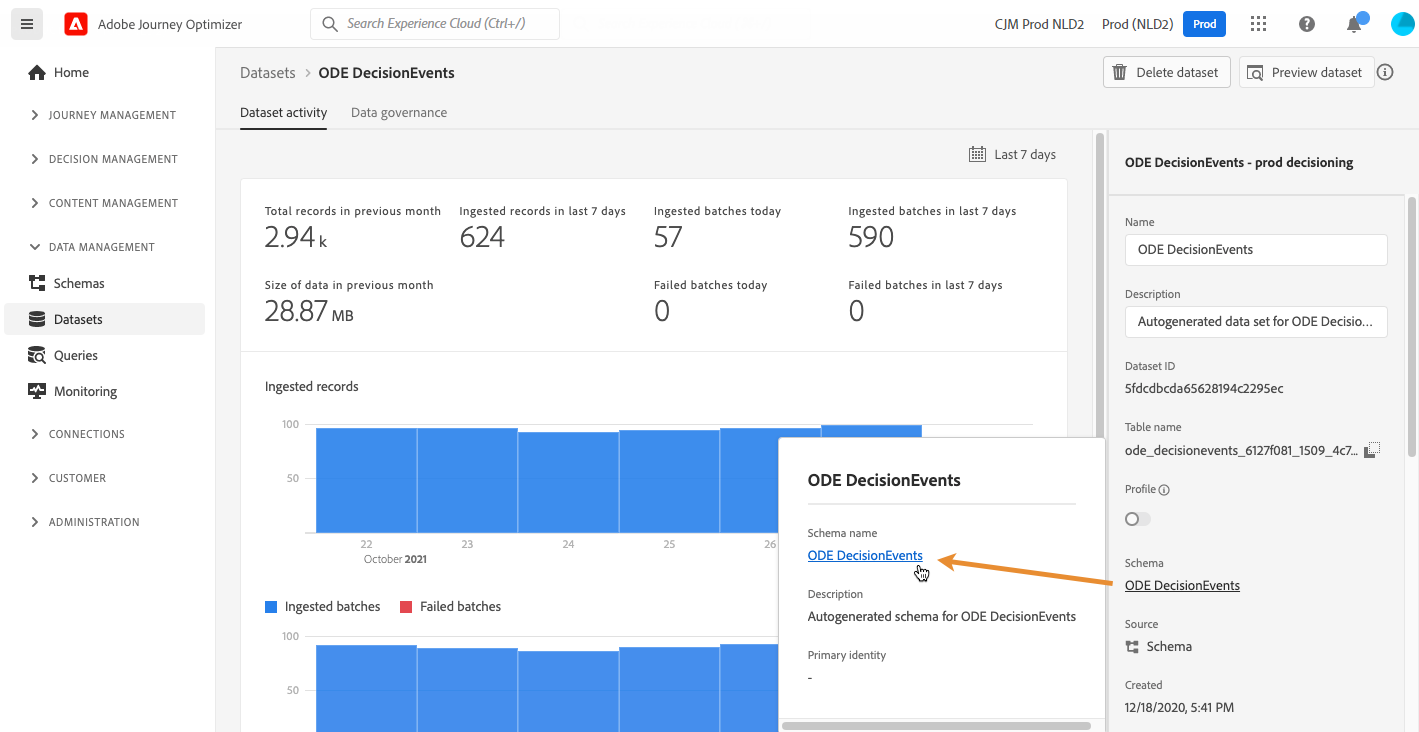 Adobe Journey Optimizer
Search Experience Cloud (Ctrl+/)
CJM Prod NLD2
Prod (NLD2)
Prod
Home
JOURNEY MANAGEMENT
DECISION MANAGEMENT
CONTENT MANAGEMENT
DATA MANAGEMENT
Schemas
Datasets
Queries
Monitoring
CONNECTIONS
CUSTOMER
ADMINISTRATION
Datasets > ODE DecisionEvents
Delete dataset
Preview dataset
Dataset activity
Data governance
Last 7 days
Total records in previous month
2.94 k
Ingested records in last 7 days
624
Ingested batches today
57
Ingested batches in last 7 days
590
Size of data in previous month
28.87 MB
Failed batches today
0
Failed batches in last 7 days
0
Ingested records
100
50
22 23 24 25 26
October 2021
Ingested batches
Failed batches
100
50
ODE DecisionEvents
Schema name
ODE DecisionEvents
Description
Autogenerated schema for ODE DecisionEvents
Primary identity
-
ODE DecisionEvents - prod decisioning
Name
ODE DecisionEvents
Description
Autogenerated data set for ODE Decisio...
Dataset ID
5fdcdbcda65628194c2295ec
Table name
ode_decisionevents_6127f081_1509_4c7...
Profile
Schema
ODE DecisionEvents
Source
Schema
Created
12/18/2020, 5:41 PM